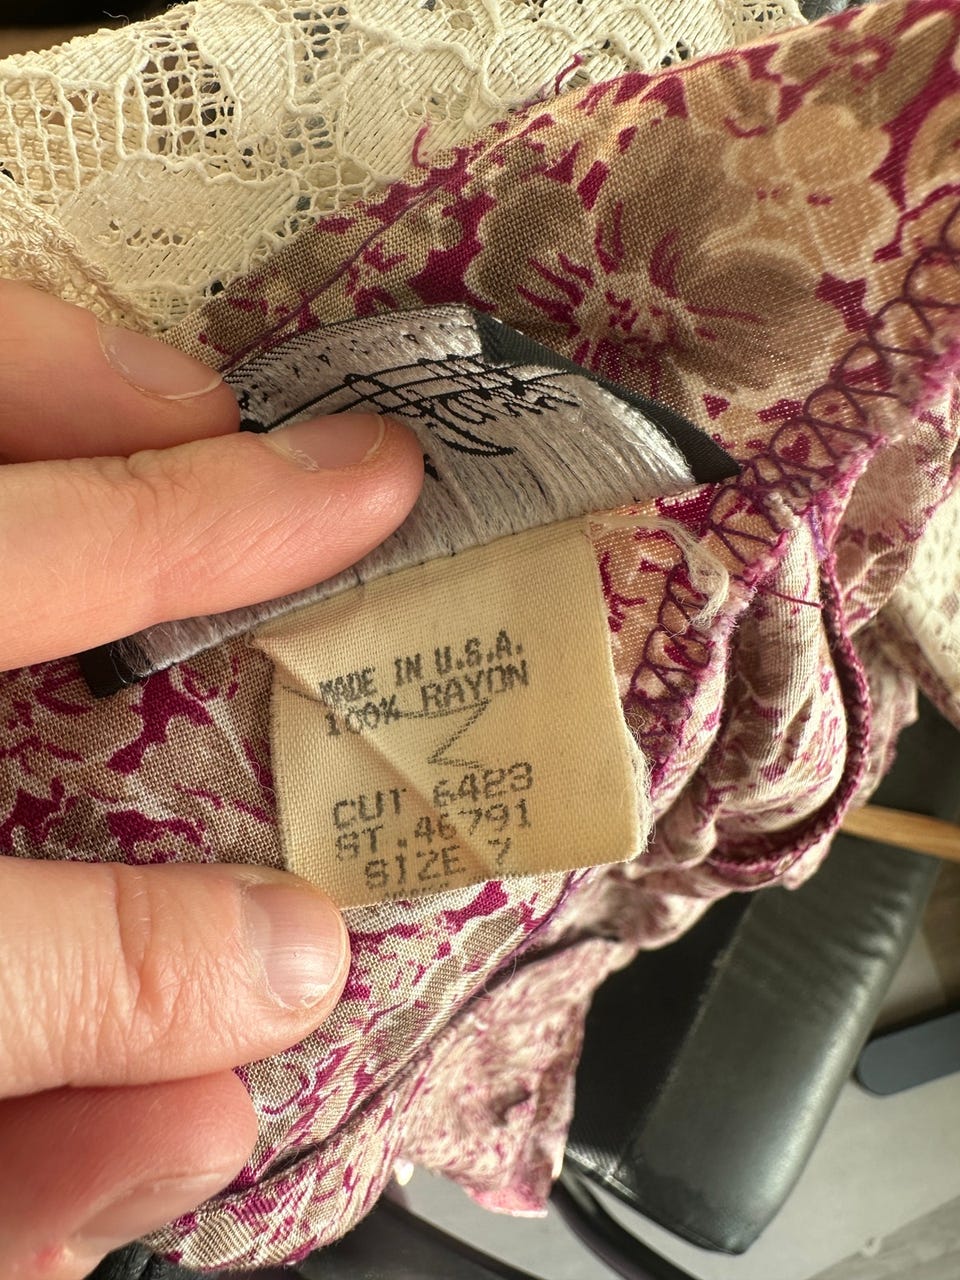 MADE IN U.S.A.
100% RAYON
CUT 6423
ST.46791
SIZE 7